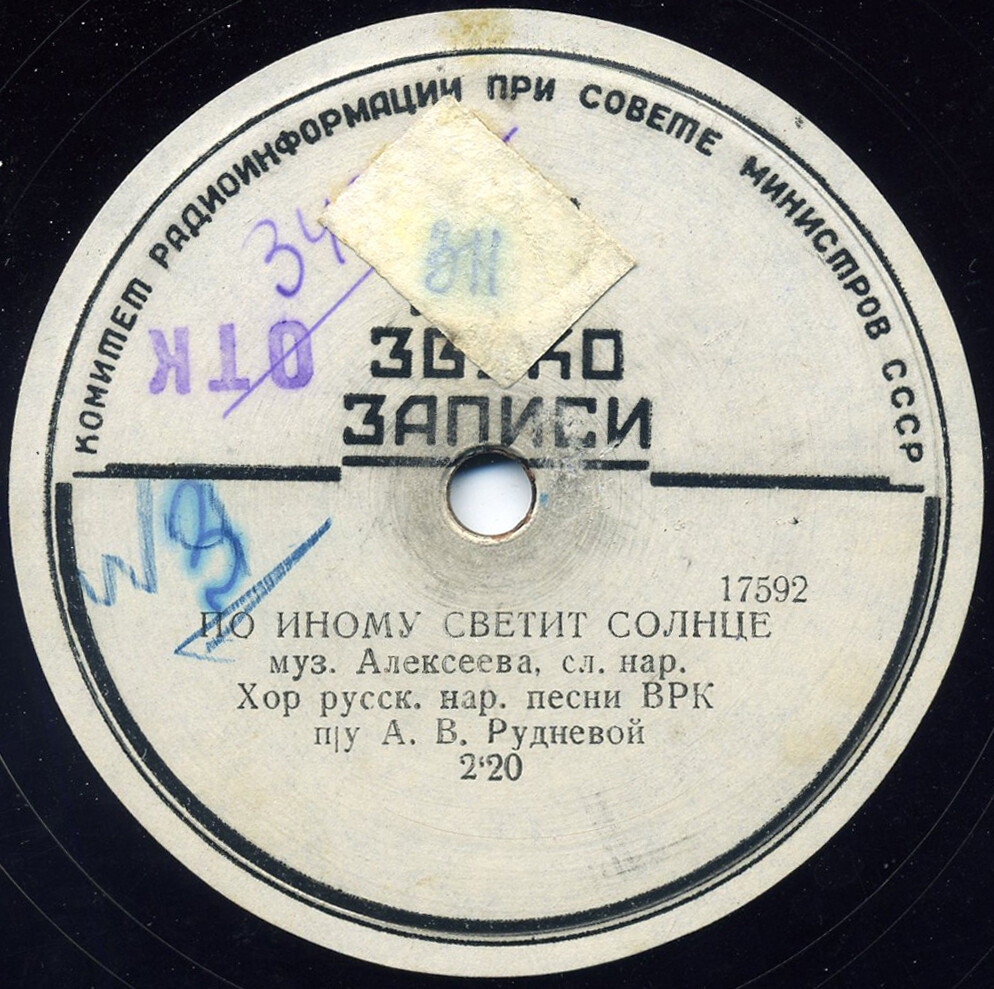 КОМИТЕТ РАДИОИНФОРМАЦИИ ПРИ СОВЕТЕ МИНИСТРОВ СССР
ОТК
ЗАПИСИ
17592
ПО ИНОМУ СВЕТИТ СОЛНЦЕ
муз. Алексеева, сл. нар.
Хор русск. нар. песни ВРК
п|у А. В. Рудневой
2‘20